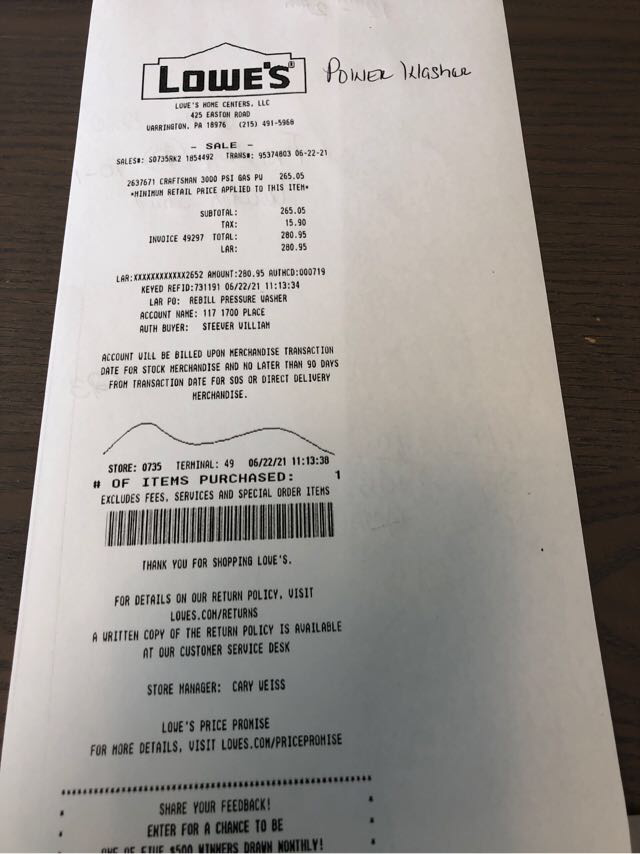 LOWE'S®
Power Washer
LOWE'S HOME CENTERS, LLC
425 EASTON ROAD
WARRINGTON, PA 18976 (215) 491-5966
- SALE -
SALES#: S0735RK2 1854492 TRANS#: 95374803 06-22-21
2637671 CRAFTSMAN 3000 PSI GAS PW 265.05
*MINIMUM RETAIL PRICE APPLIED TO THIS ITEM*
SUBTOTAL: 265.05
TAX: 15.90
INVOICE 49297 TOTAL: 280.95
LAR: 280.95
LAR:XXXXXXXXXXXX2652 AMOUNT:280.95 AUTHCD:000719
KEYED REFID:731191 06/22/21 11:13:34
LAR PO: REBILL PRESSURE WASHER
ACCOUNT NAME: 117 1700 PLACE
AUTH BUYER: STEEVER WILLIAM
ACCOUNT WILL BE BILLED UPON MERCHANDISE TRANSACTION
DATE FOR STOCK MERCHANDISE AND NO LATER THAN 90 DAYS
FROM TRANSACTION DATE FOR SOS OR DIRECT DELIVERY
MERCHANDISE.
STORE: 0735 TERMINAL: 49 06/22/21 11:13:38
# OF ITEMS PURCHASED: 1
EXCLUDES FEES, SERVICES AND SPECIAL ORDER ITEMS
THANK YOU FOR SHOPPING LOWE'S.
FOR DETAILS ON OUR RETURN POLICY, VISIT
LOWES.COM/RETURNS
A WRITTEN COPY OF THE RETURN POLICY IS AVAILABLE
AT OUR CUSTOMER SERVICE DESK
STORE MANAGER: CARY WEISS
LOWE'S PRICE PROMISE
FOR MORE DETAILS, VISIT LOWES.COM/PRICEPROMISE
SHARE YOUR FEEDBACK!
ENTER FOR A CHANCE TO BE
ONE OF FIVE $500 WINNERS DRAWN MONTHLY!